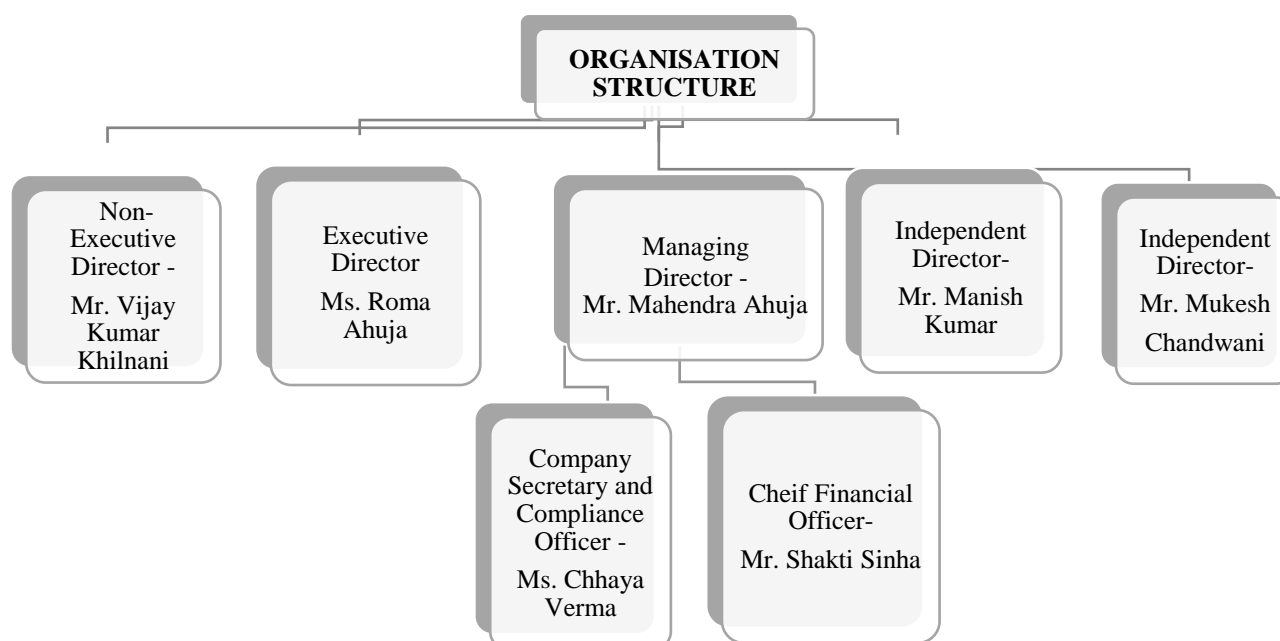 ORGANISATION
STRUCTURE
Non-
Executive
Director -
Mr. Vijay
Kumar
Khilnani
Executive
Director
Ms. Roma
Ahuja
Managing
Director -
Mr. Mahendra Ahuja
Independent
Director-
Mr. Manish
Kumar
Independent
Director-
Mr. Mukesh
Chandwani
Company
Secretary and
Compliance
Officer -
Ms. Chhaya
Verma
Cheif Financial
Officer-
Mr. Shakti Sinha